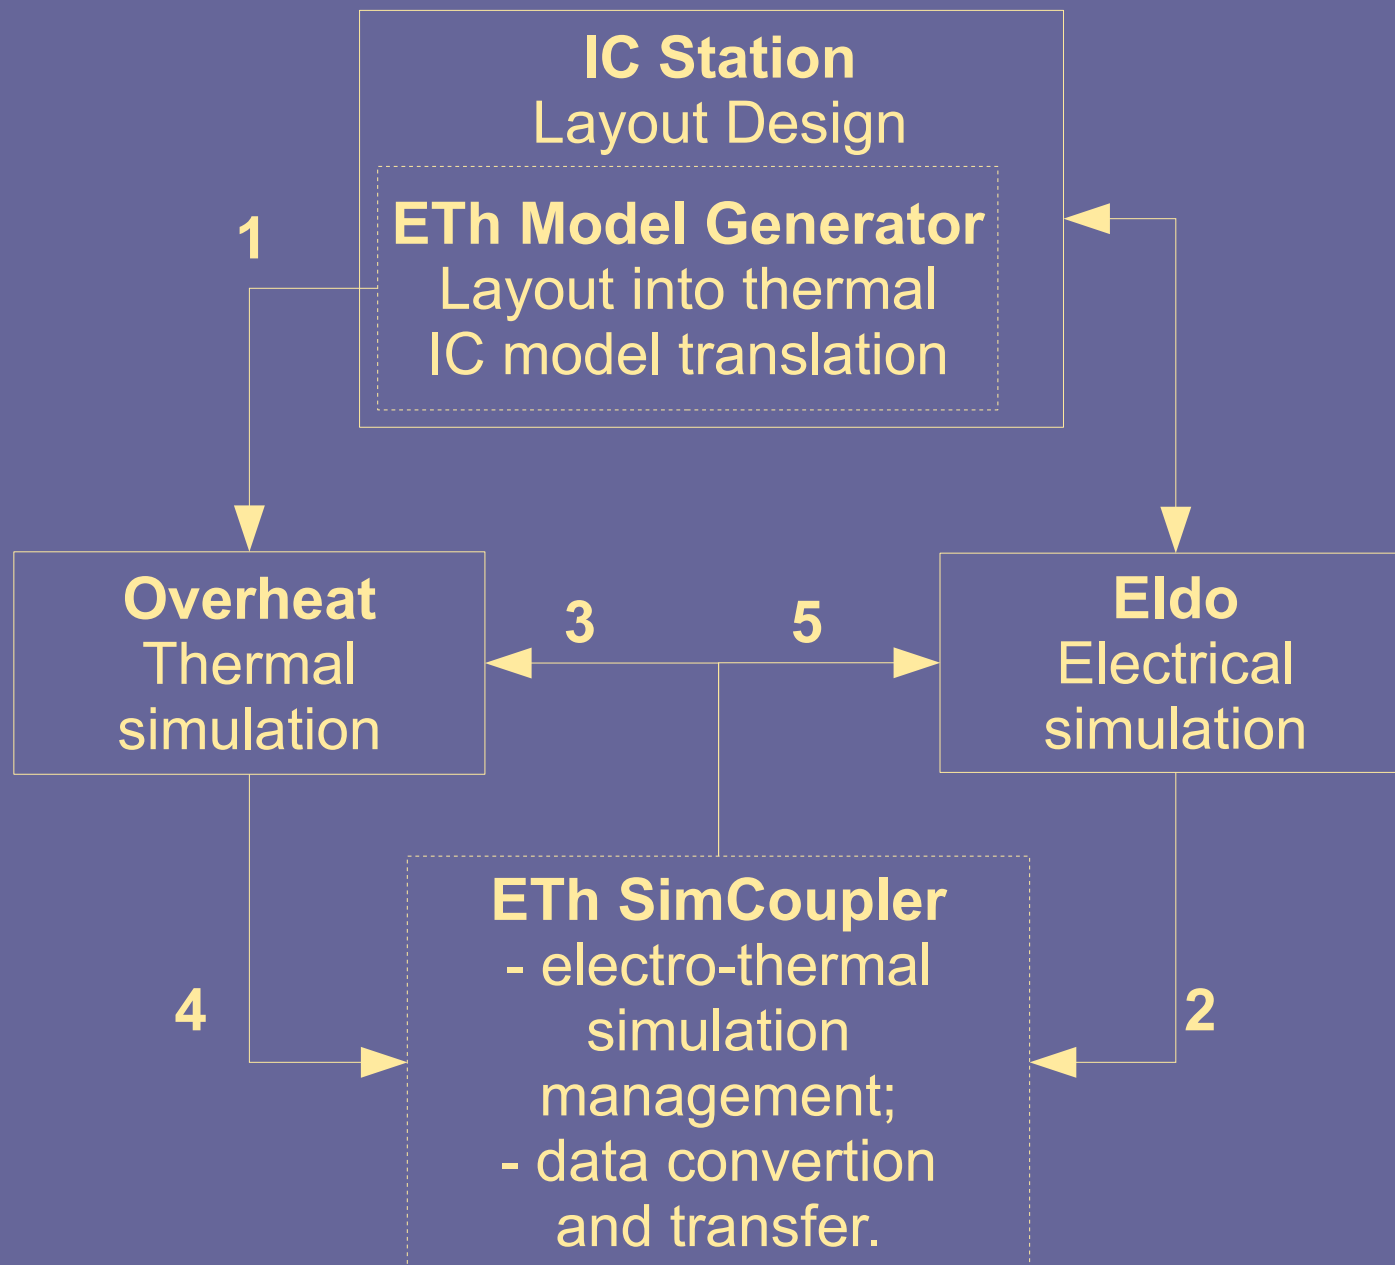 IC Station
Layout Design
ETh Model Generator
Layout into thermal
IC model translation
1
Overheat
Thermal
simulation
3
5
Eldo
Electrical
simulation
4
2
ETh SimCoupler
- electro-thermal
simulation
management;
- data convertion
and transfer.